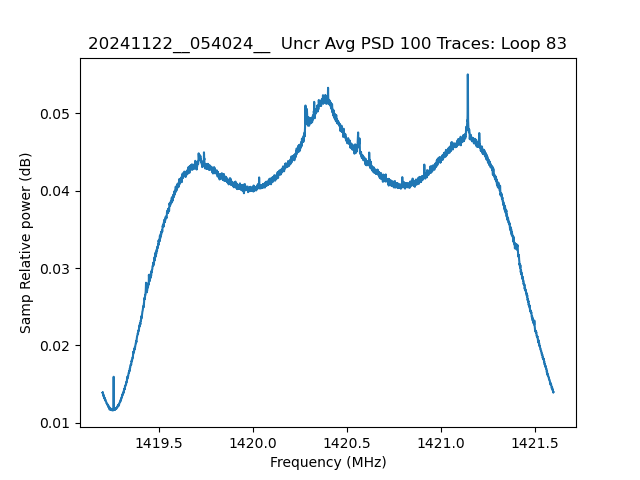 20241122__054024__  Uncr Avg PSD 100 Traces: Loop 83
Samp Relative power (dB)
0.05
0.04
0.03
0.02
0.01
1419.5 1420.0 1420.5 1421.0 1421.5
Frequency (MHz)